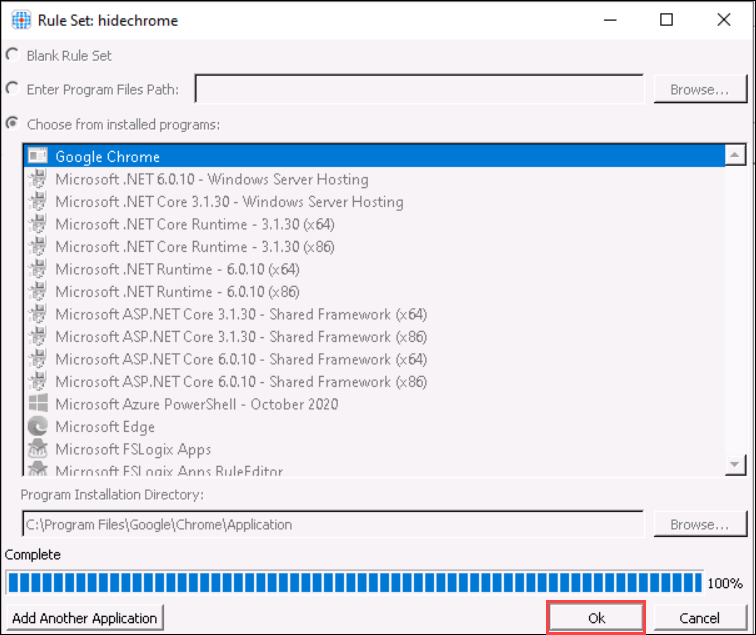 Rule Set: hidechrome
Blank Rule Set
Enter Program Files Path:
Browse...
Choose from installed programs:
Google Chrome
Microsoft .NET 6.0.10 - Windows Server Hosting
Microsoft .NET Core 3.1.30 - Windows Server Hosting
Microsoft .NET Core Runtime - 3.1.30 (x64)
Microsoft .NET Core Runtime - 3.1.30 (x86)
Microsoft .NET Runtime - 6.0.10 (x64)
Microsoft .NET Runtime - 6.0.10 (x86)
Microsoft ASP.NET Core 3.1.30 - Shared Framework (x64)
Microsoft ASP.NET Core 3.1.30 - Shared Framework (x86)
Microsoft ASP.NET Core 6.0.10 - Shared Framework (x64)
Microsoft ASP.NET Core 6.0.10 - Shared Framework (x86)
Microsoft Azure PowerShell - October 2020
Microsoft Edge
Microsoft FSLogix Apps
Microsoft FSLogix Apps RuleEditor
Program Installation Directory:
C:\Program Files\Google\Chrome\Application
Browse...
Complete
100%
Add Another Application
Ok
Cancel